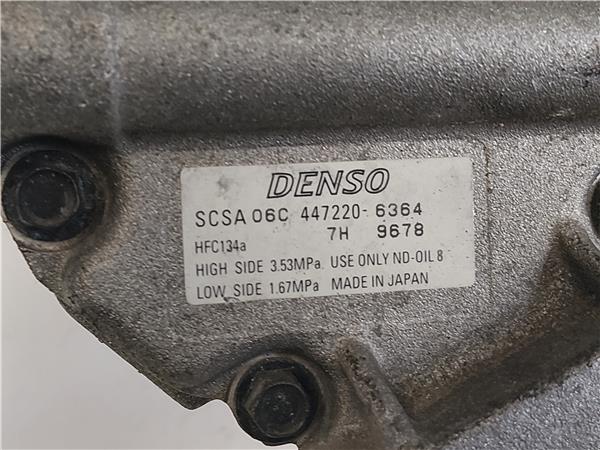 DENSO
SCSA 06C 447220-6364
HFC134a 7H 9678
HIGH SIDE 3.53MPa. USE ONLY ND-OIL 8
LOW SIDE 1.67MPa MADE IN JAPAN